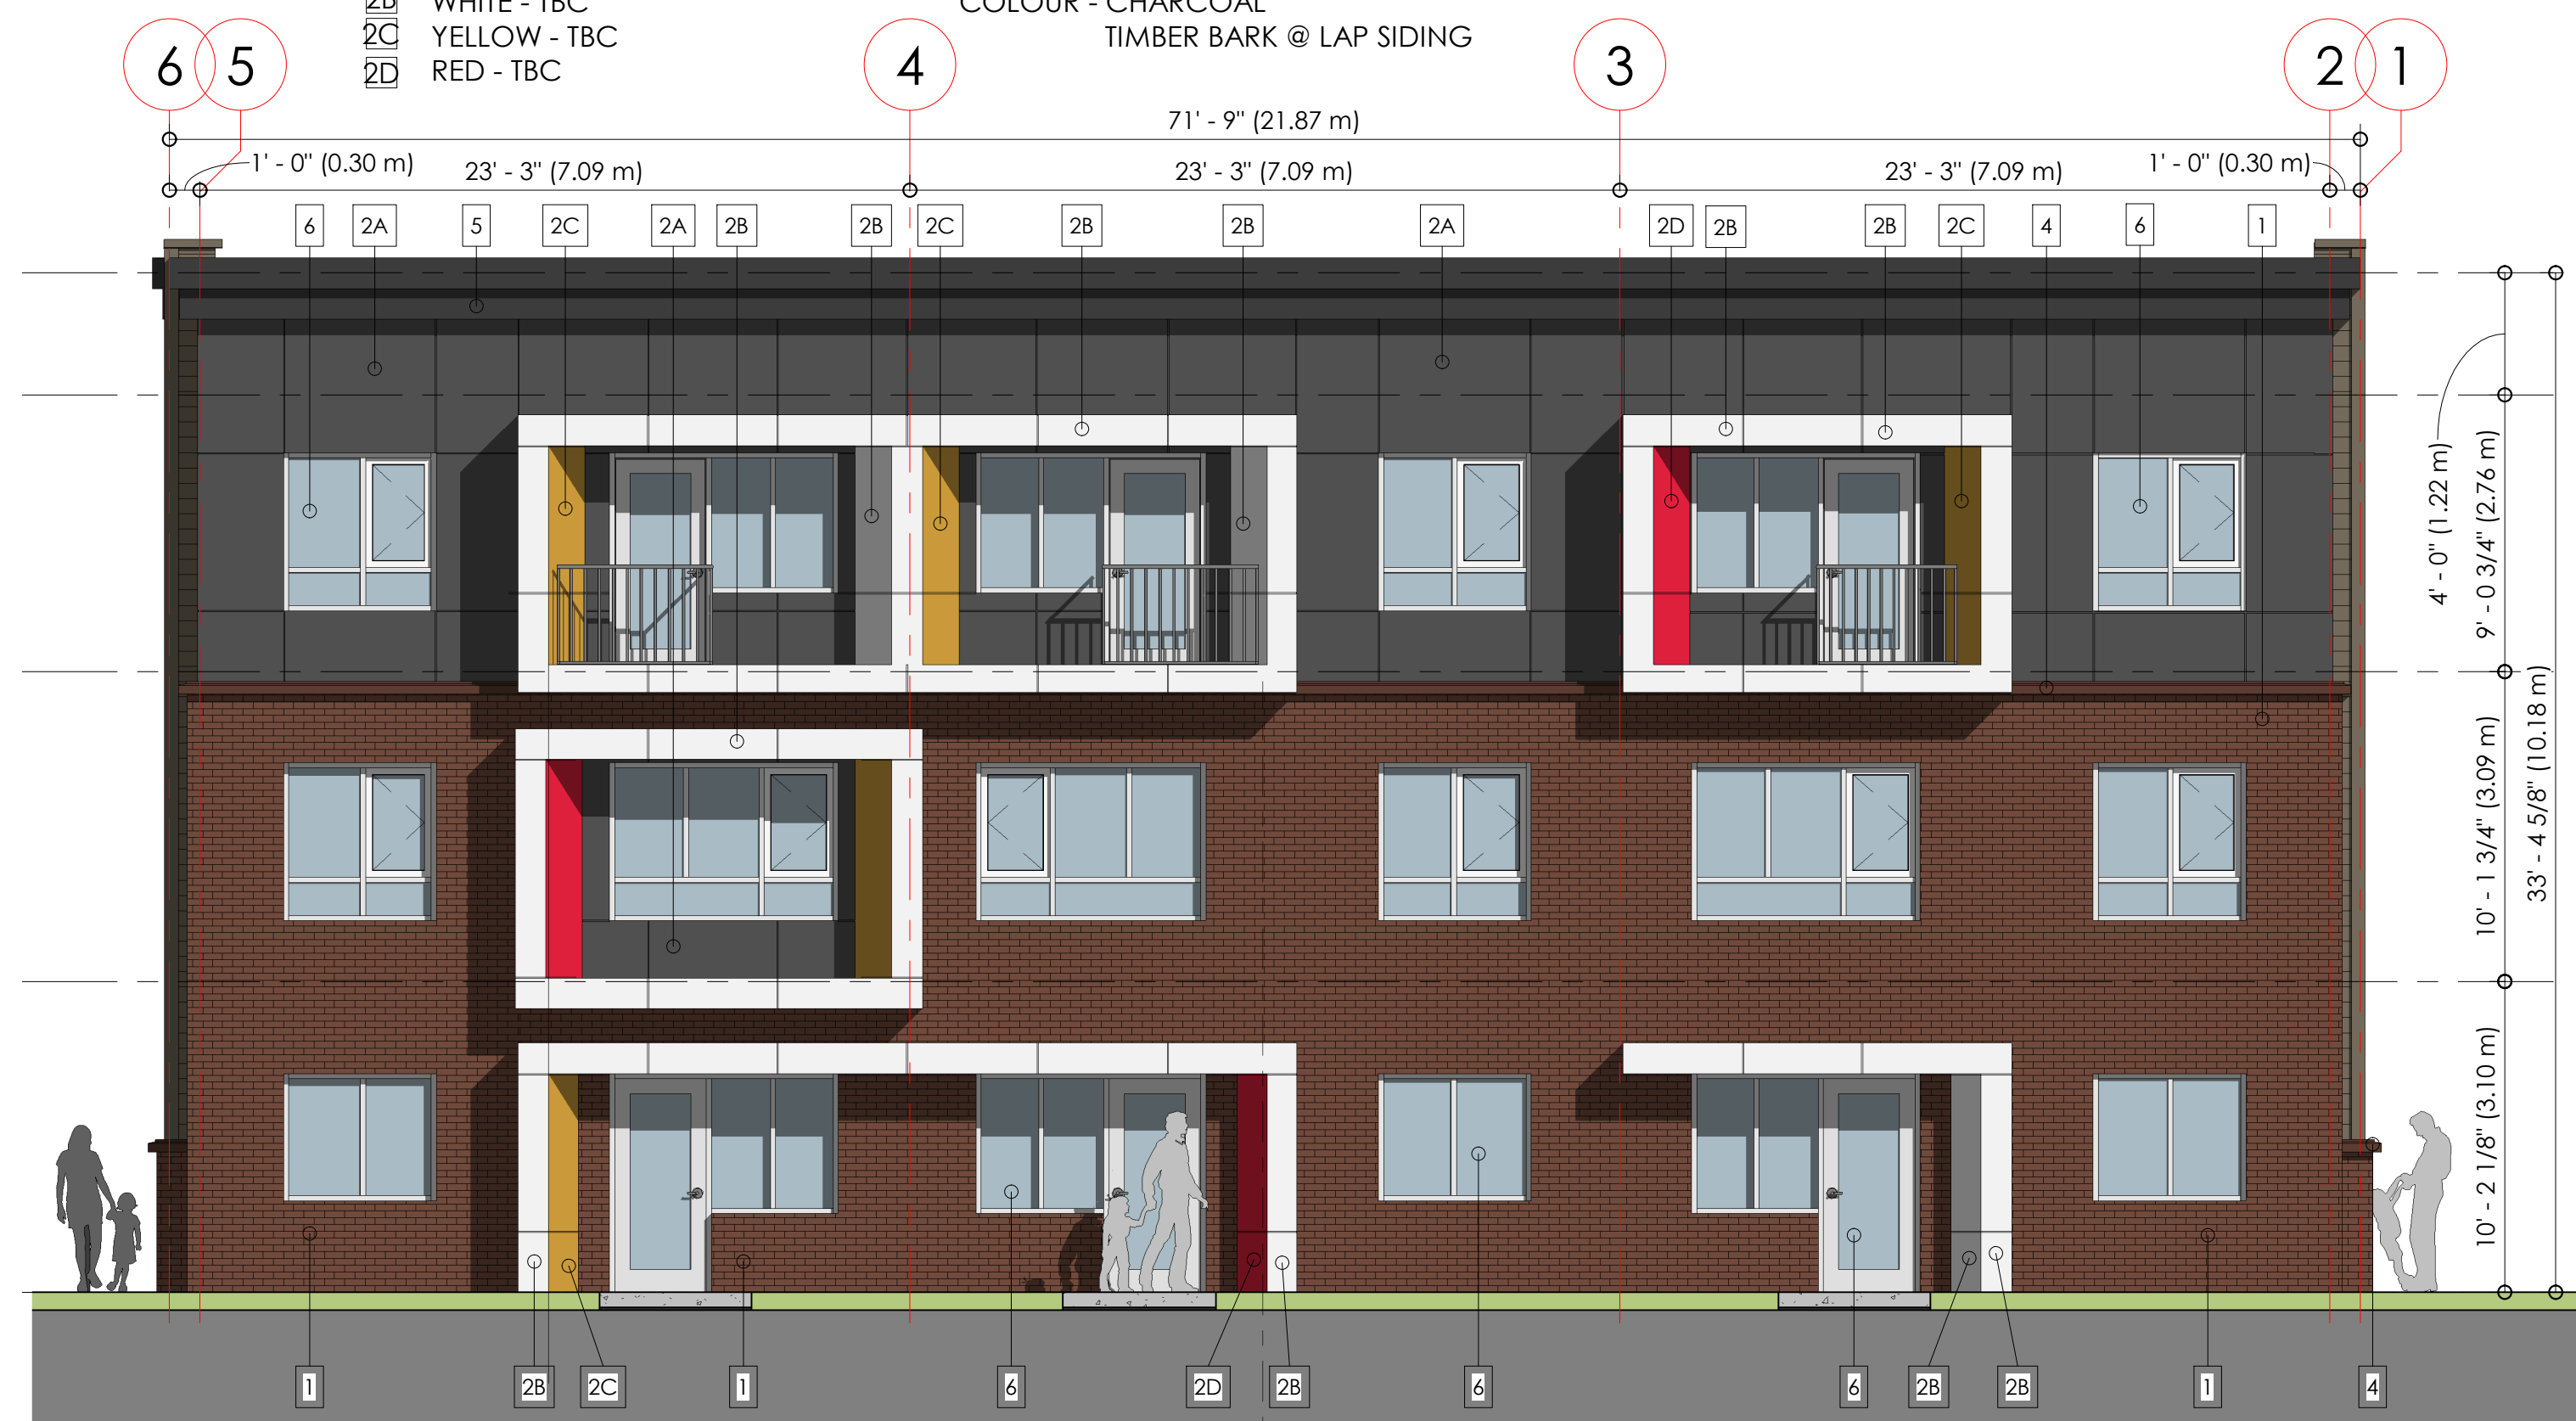 2B WHITE - TBC
COLOUR - CHARCOAL
2C YELLOW - TBC
TIMBER BARK @ LAP SIDING
2D RED - TBC
6 5 4 3 2 1
71' - 9" (21.87 m)
1' - 0" (0.30 m) 23' - 3" (7.09 m) 23' - 3" (7.09 m) 23' - 3" (7.09 m) 1' - 0" (0.30 m)
6 2A 5 2C 2A 2B 2B 2C 2B 2B 2A 2D 2B 2B 2C 4 6 1
4' - 0" (1.22 m)
9' - 0 3/4" (2.76 m)
10' - 1 3/4" (3.09 m)
33' - 4 5/8" (10.18 m)
10' - 2 1/8" (3.10 m)
1 2B 2C 1 6 2D 2B 6 6 2B 2B 1 4